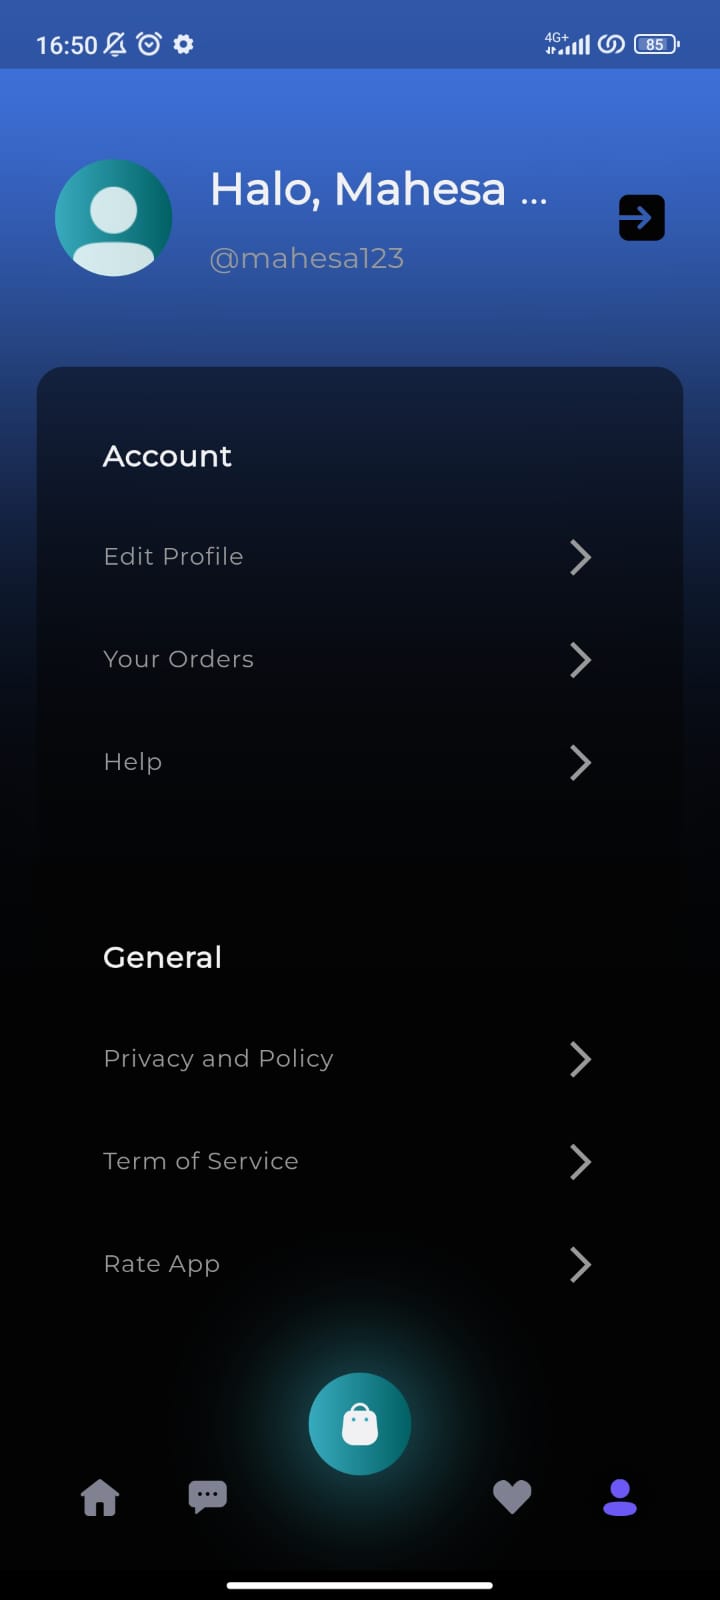 16:50 4G+ 85
Halo, Mahesa ...
@mahesa123
Account
Edit Profile
Your Orders
Help
General
Privacy and Policy
Term of Service
Rate App